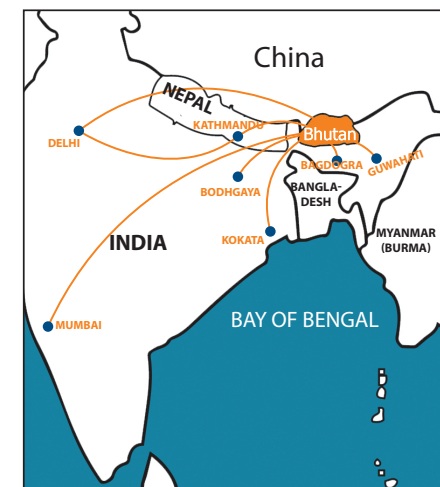 China
NEPAL
KATHMANDU
Bhutan
DELHI
BAGDOGRA
GUWAHATI
BODHGAYA
BANGLA-
DESH
KOKATA
INDIA
MYANMAR
(BURMA)
BAY OF BENGAL
MUMBAI